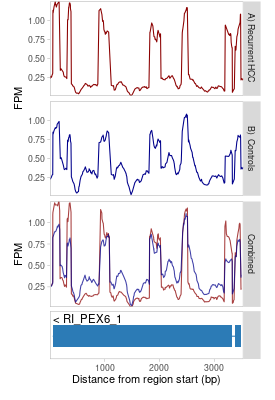 1.00
0.75
0.50
0.25
A) Recurrent HCC
FPM
1.00
0.75
0.50
0.25
B) Controls
1.00
0.75
0.50
0.25
Combined
FPM
< RI_PEX6_1
1000
2000
3000
Distance from region start (bp)